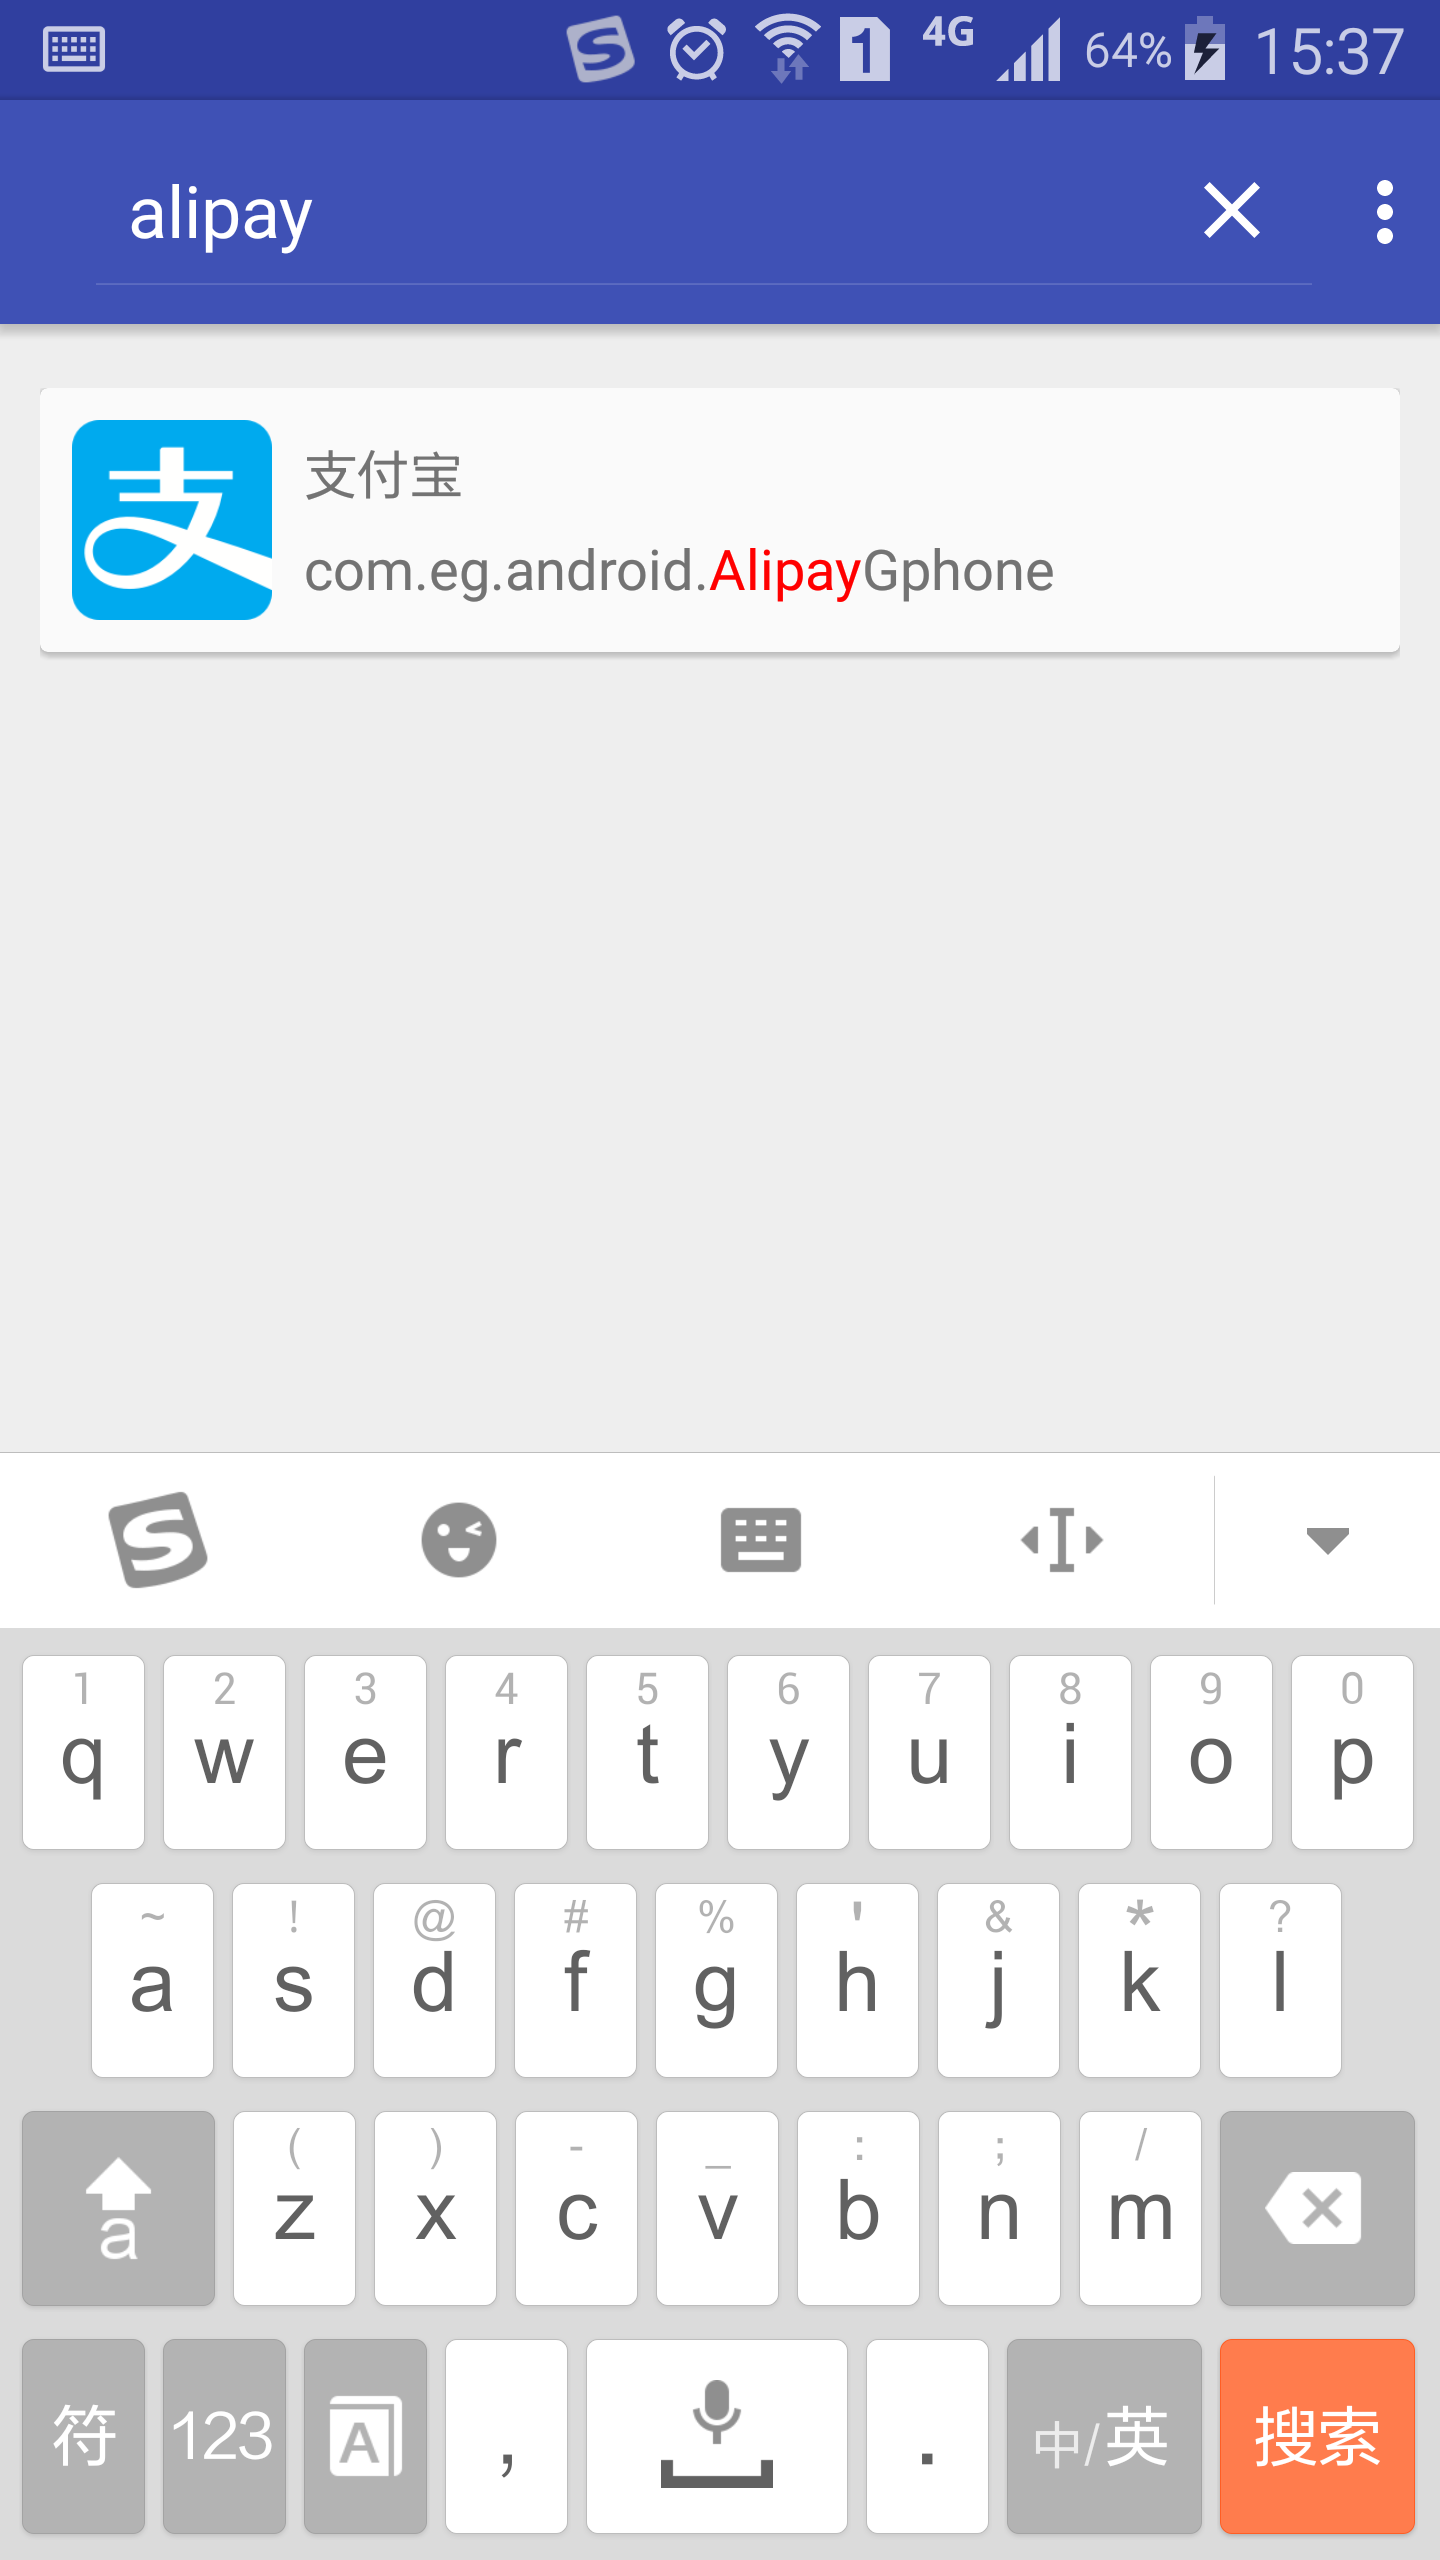 4G 64% 15:37
alipay
支付宝
com.eg.android.AlipayGphone
1 2 3 4 5 6 7 8 9 0
q w e r t y u i o p
~ ! @ # % ' & * ?
a s d f g h j k l
( ) - _ : ; /
a z x c v b n m
符 123 A , . 中/英 搜索